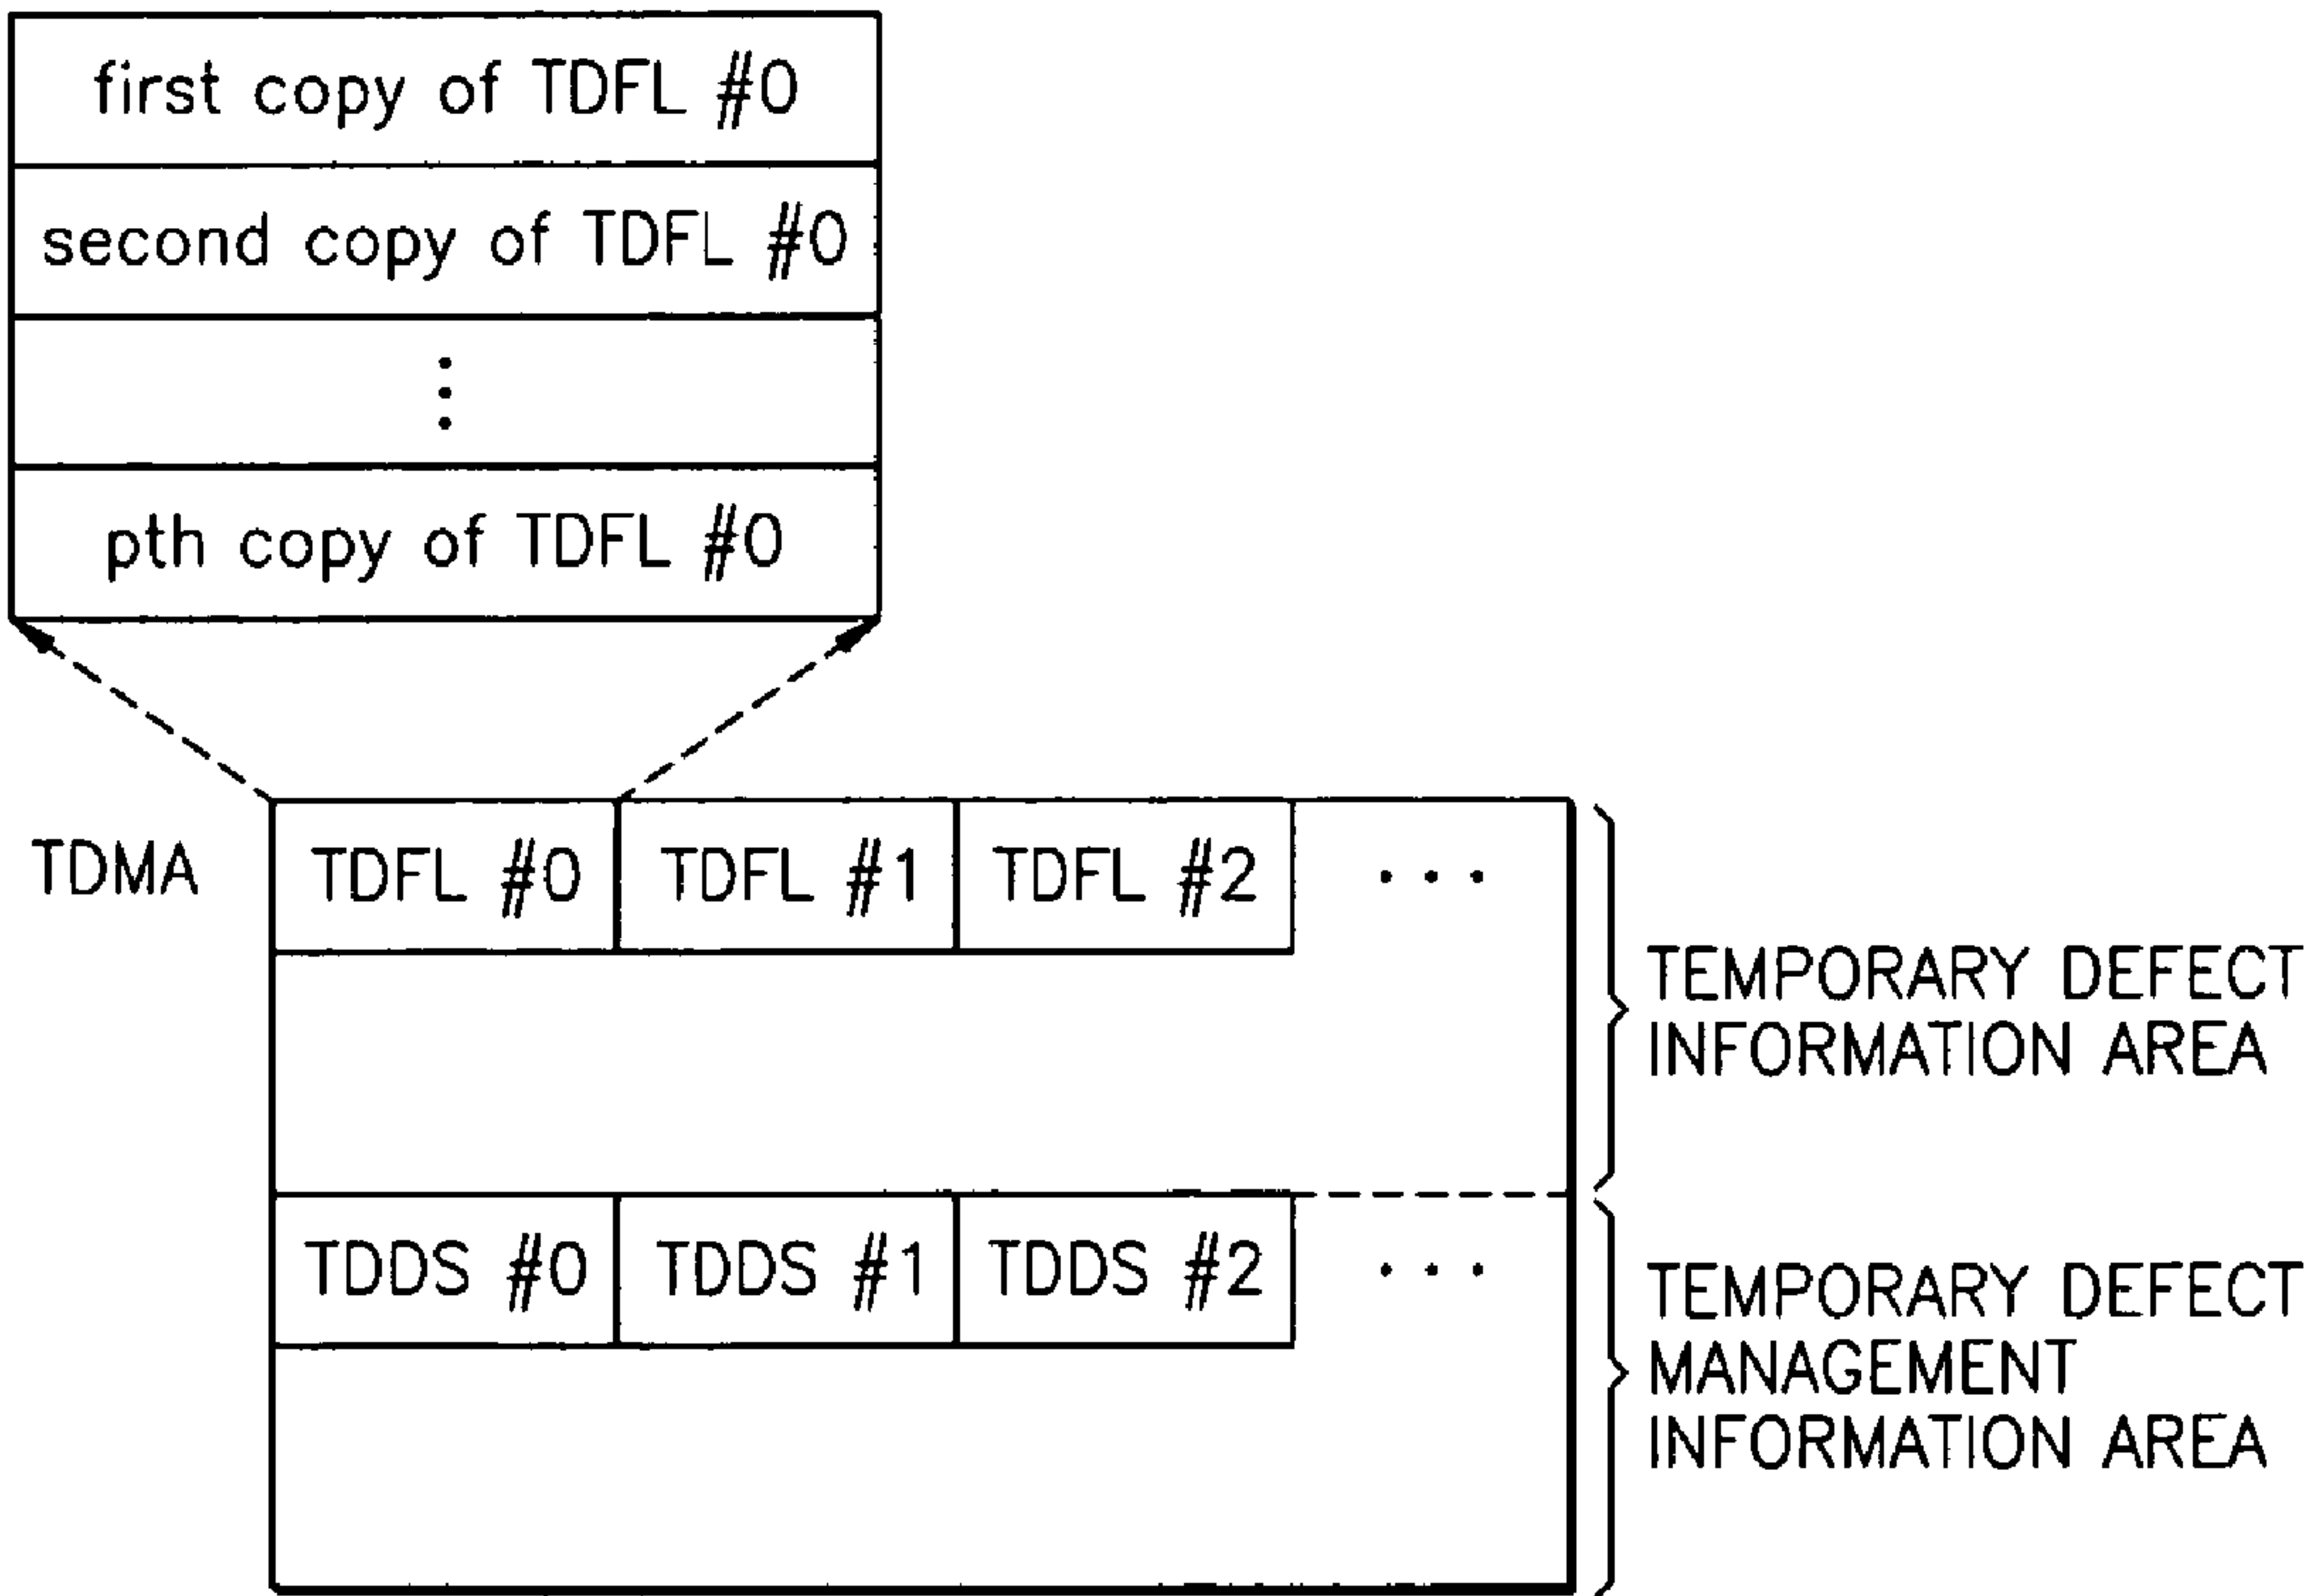 first copy of TDFL #0
second copy of TDFL #0
⋮
pth copy of TDFL #0
TDMA
TDFL #0
TDFL #1
TDFL #2
···
TEMPORARY DEFECT
INFORMATION AREA
TDDS #0
TDDS #1
TDDS #2
···
TEMPORARY DEFECT
MANAGEMENT
INFORMATION AREA